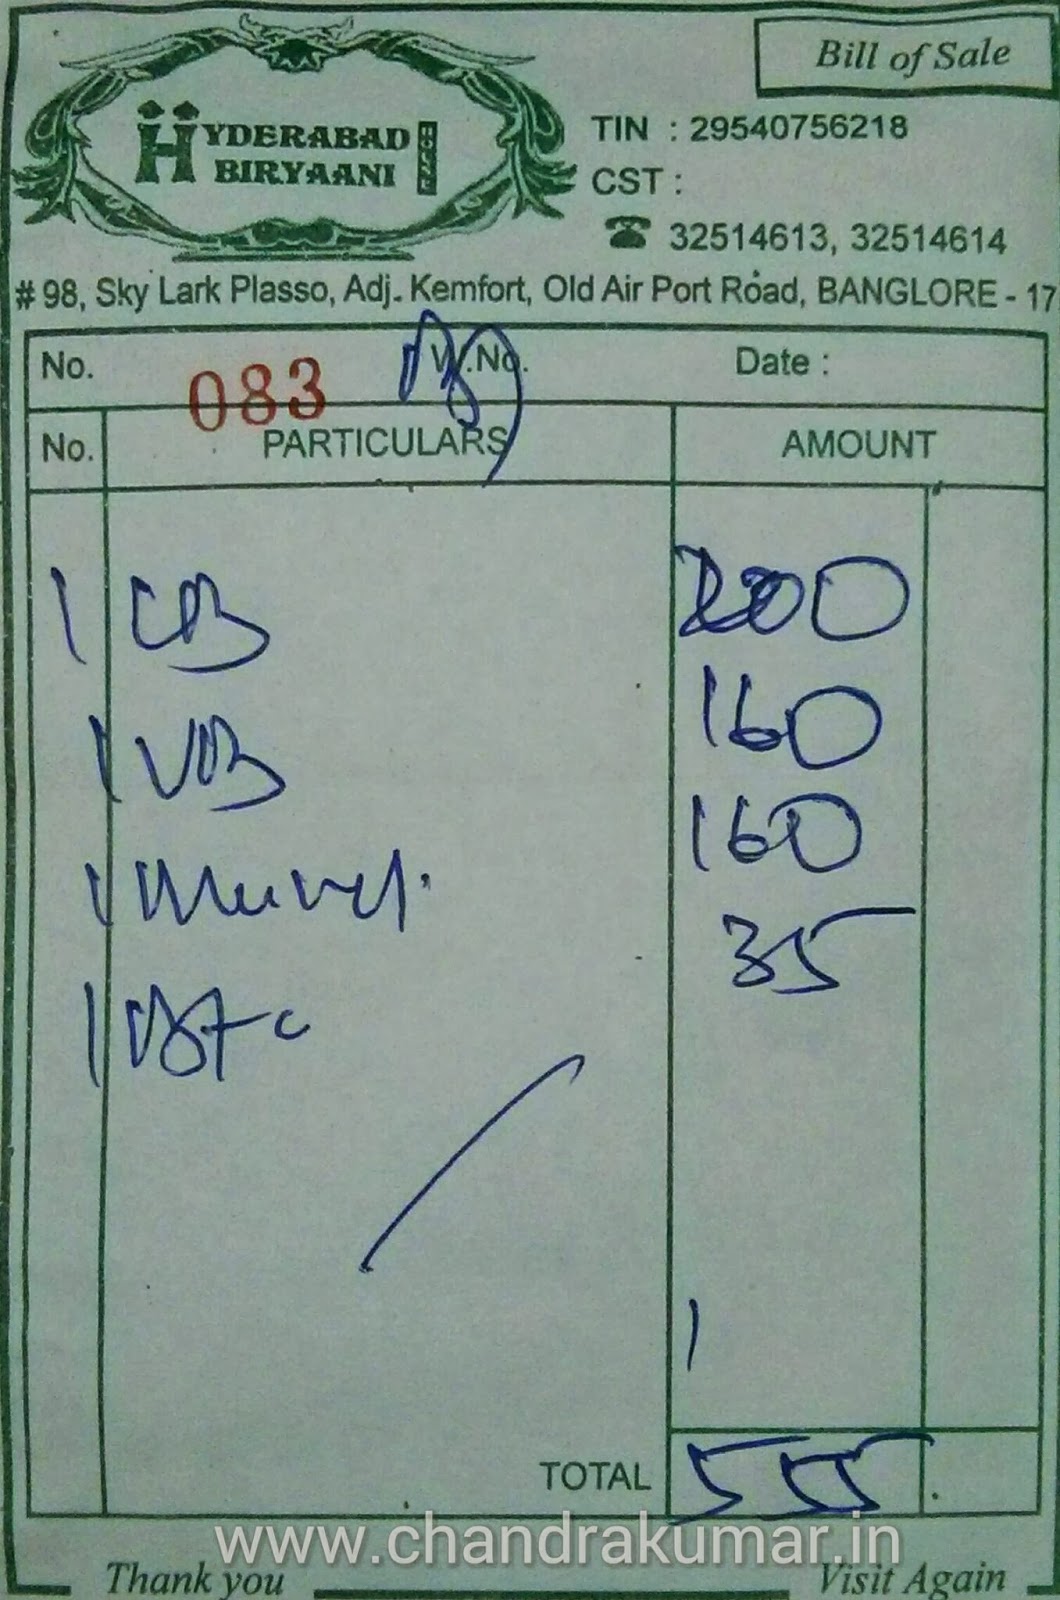 Bill of Sale
HYDERABAD
BIRYAANI
TIN : 29540756218
CST :
32514613, 32514614
#98, Sky Lark Plasso, Adj. Kemfort, Old Air Port Road, BANGLORE - 17
No. 083 W.No. Date :
No. PARTICULARS AMOUNT
1 CB 200
1 VB 160
1 160
1 35
TOTAL 555
www.chandrakumar.in
Thank you Visit Again